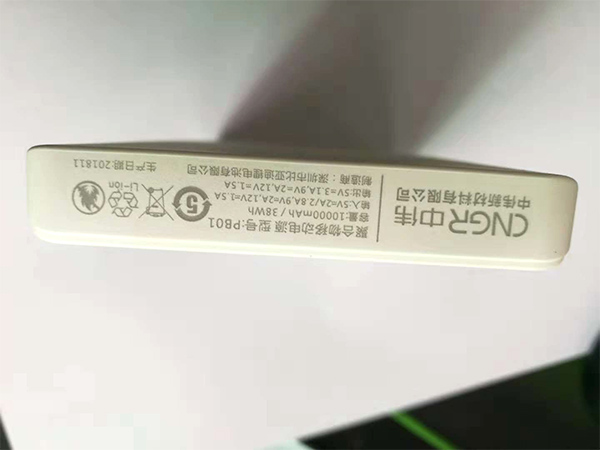 CNGR中伟
中伟新材料有限公司
聚合物移动电源 型号:PB01
容量:10000mAh / 38Wh
输入:5V=2A/2.8A 9V=2A,12V=1.5A
输出:5V=3.1A,9V=2A,12V=1.5A
制造商：深圳市比亚迪锂电池有限公司
5
Li-ion
生产日期:201811